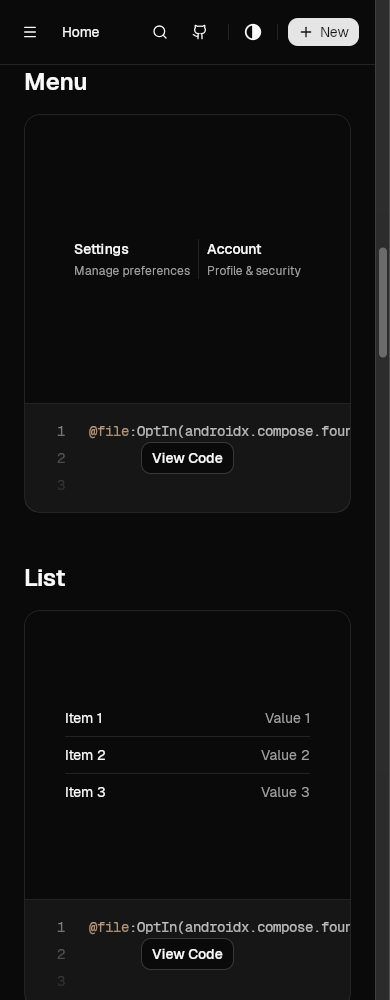 Home
New
Menu
Settings
Account
Manage preferences
Profile & security
1 @file:OptIn(androidx.compose.four
2
View Code
3
List
Item 1 Value 1
Item 2 Value 2
Item 3 Value 3
1 @file:OptIn(androidx.compose.four
2
View Code
3